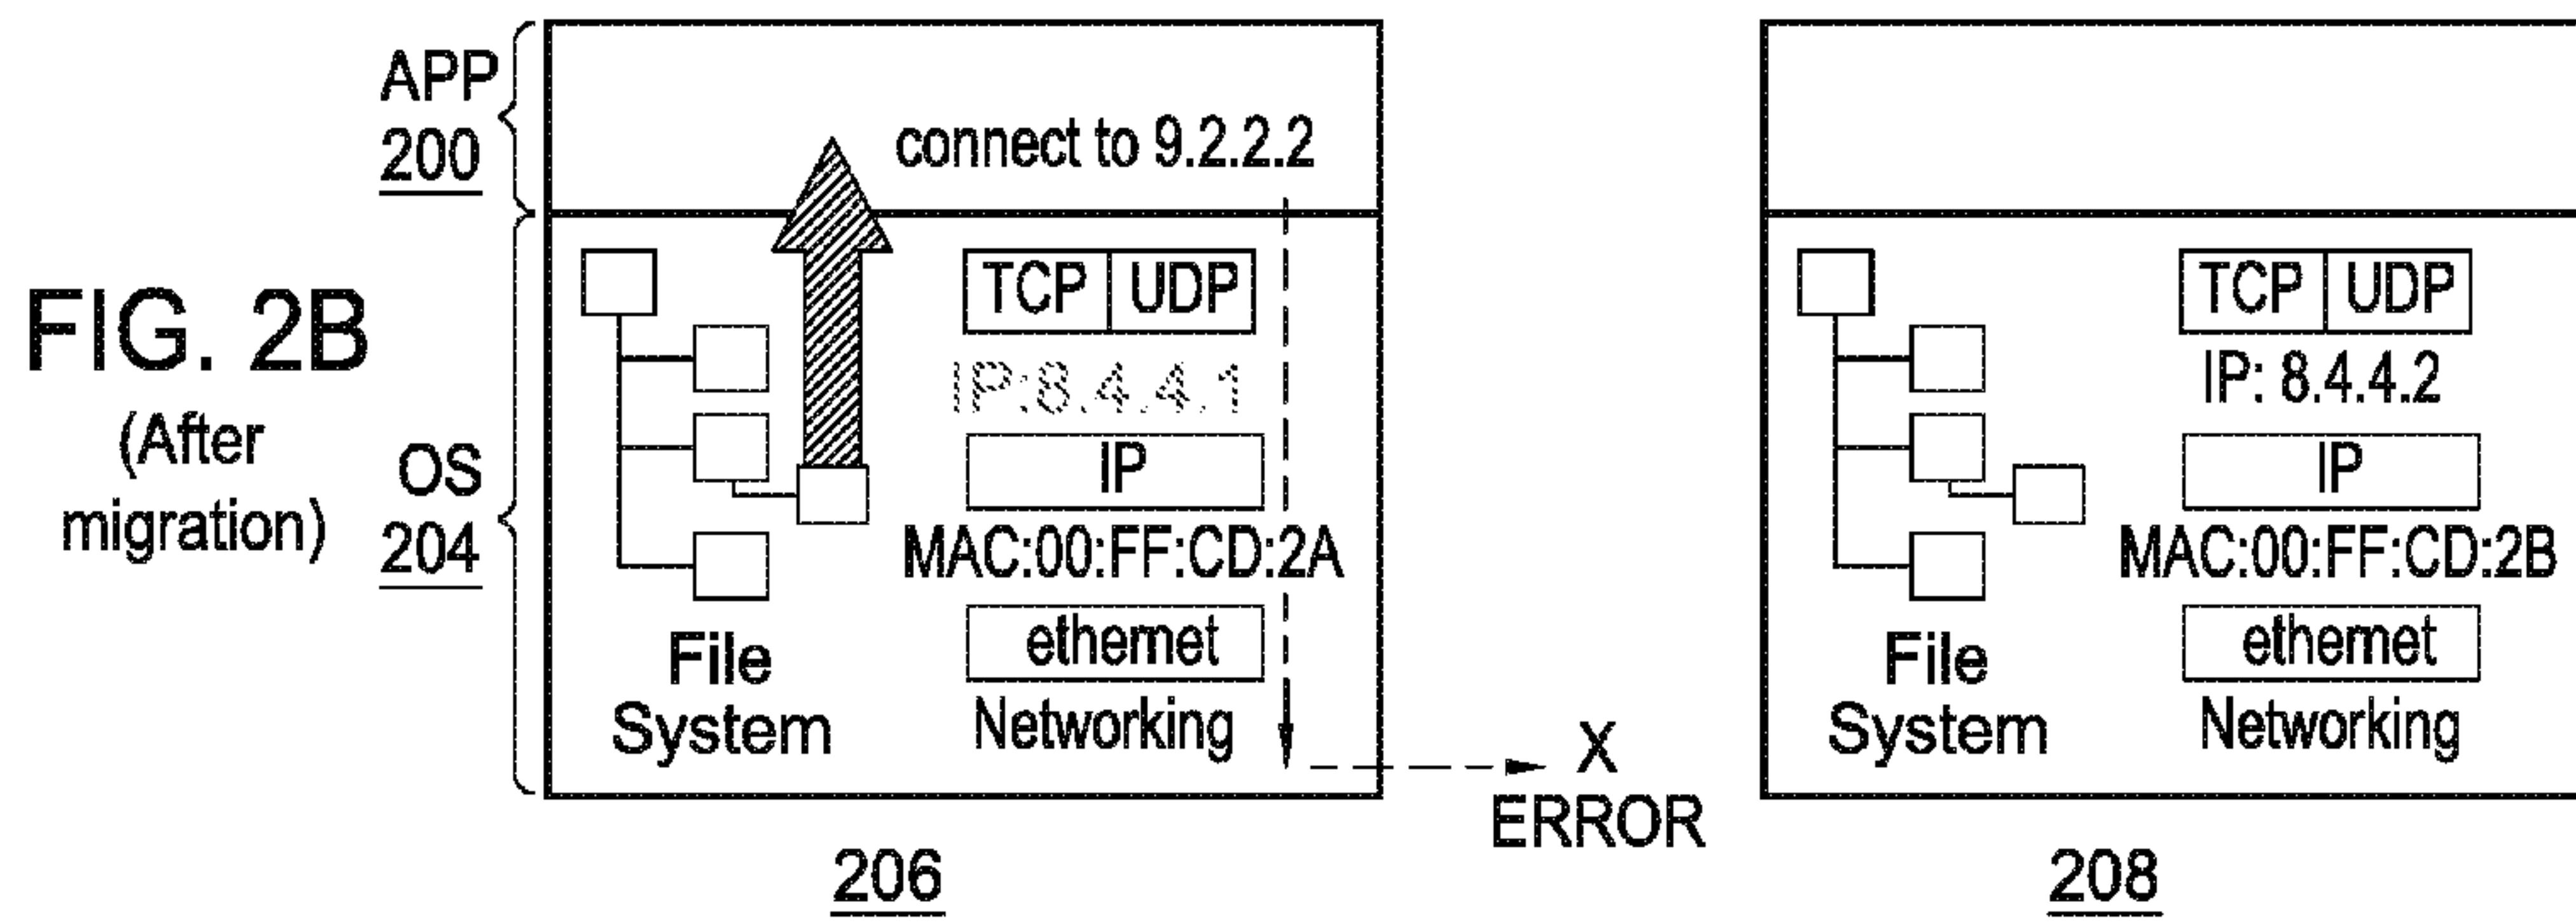 FIG. 2B
(After
migration)
APP
200
OS
204
connect to 9.2.2.2
TCP UDP
IP:8.4.4.1
IP
MAC:00:FF:CD:2A
ethernet
Networking
File
System
X
ERROR
206
TCP UDP
IP: 8.4.4.2
IP
MAC:00:FF:CD:2B
ethernet
Networking
File
System
208